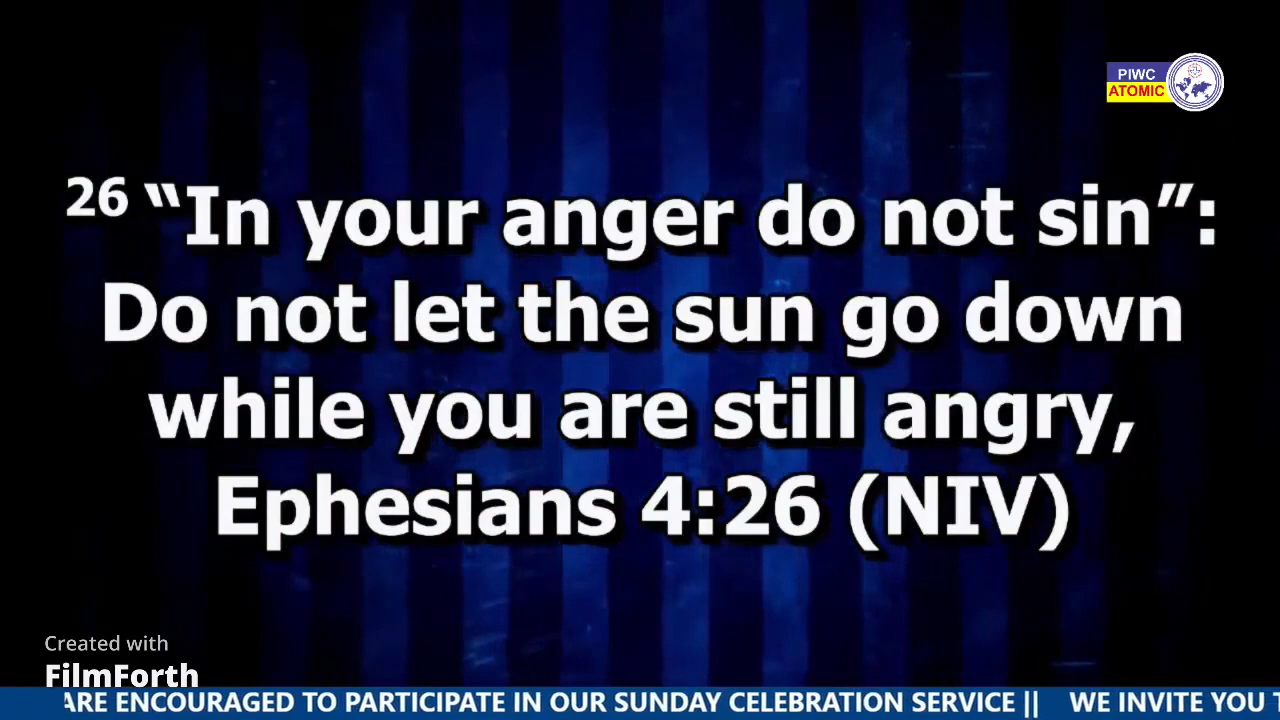 PIWC
ATOMIC
26 “In your anger do not sin”:
Do not let the sun go down
while you are still angry,
Ephesians 4:26 (NIV)
Created with
FilmForth
ARE ENCOURAGED TO PARTICIPATE IN OUR SUNDAY CELEBRATION SERVICE || WE INVITE YOU